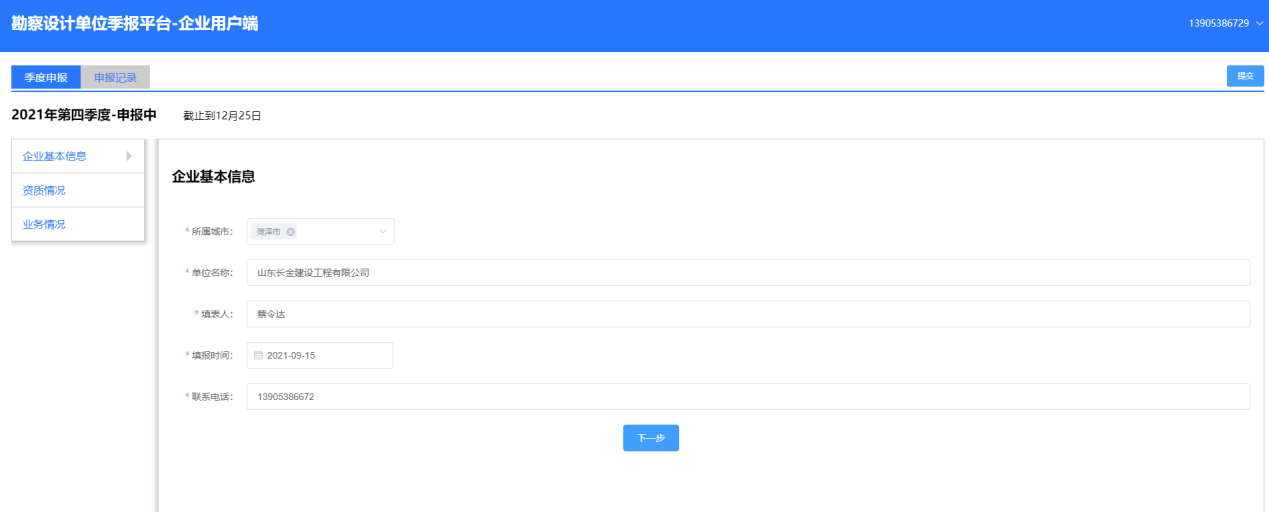 勘察设计单位季报平台-企业用户端
13905386729
季度申报 申报记录
提交
2021年第四季度-申报中 截止到12月25日
企业基本信息
资质情况
业务情况
企业基本信息
* 所属城市: 菏泽市
* 单位名称: 山东长金建设工程有限公司
* 填表人: 蔡令达
* 填报时间: 2021-09-15
* 联系电话: 13905386672
下一步